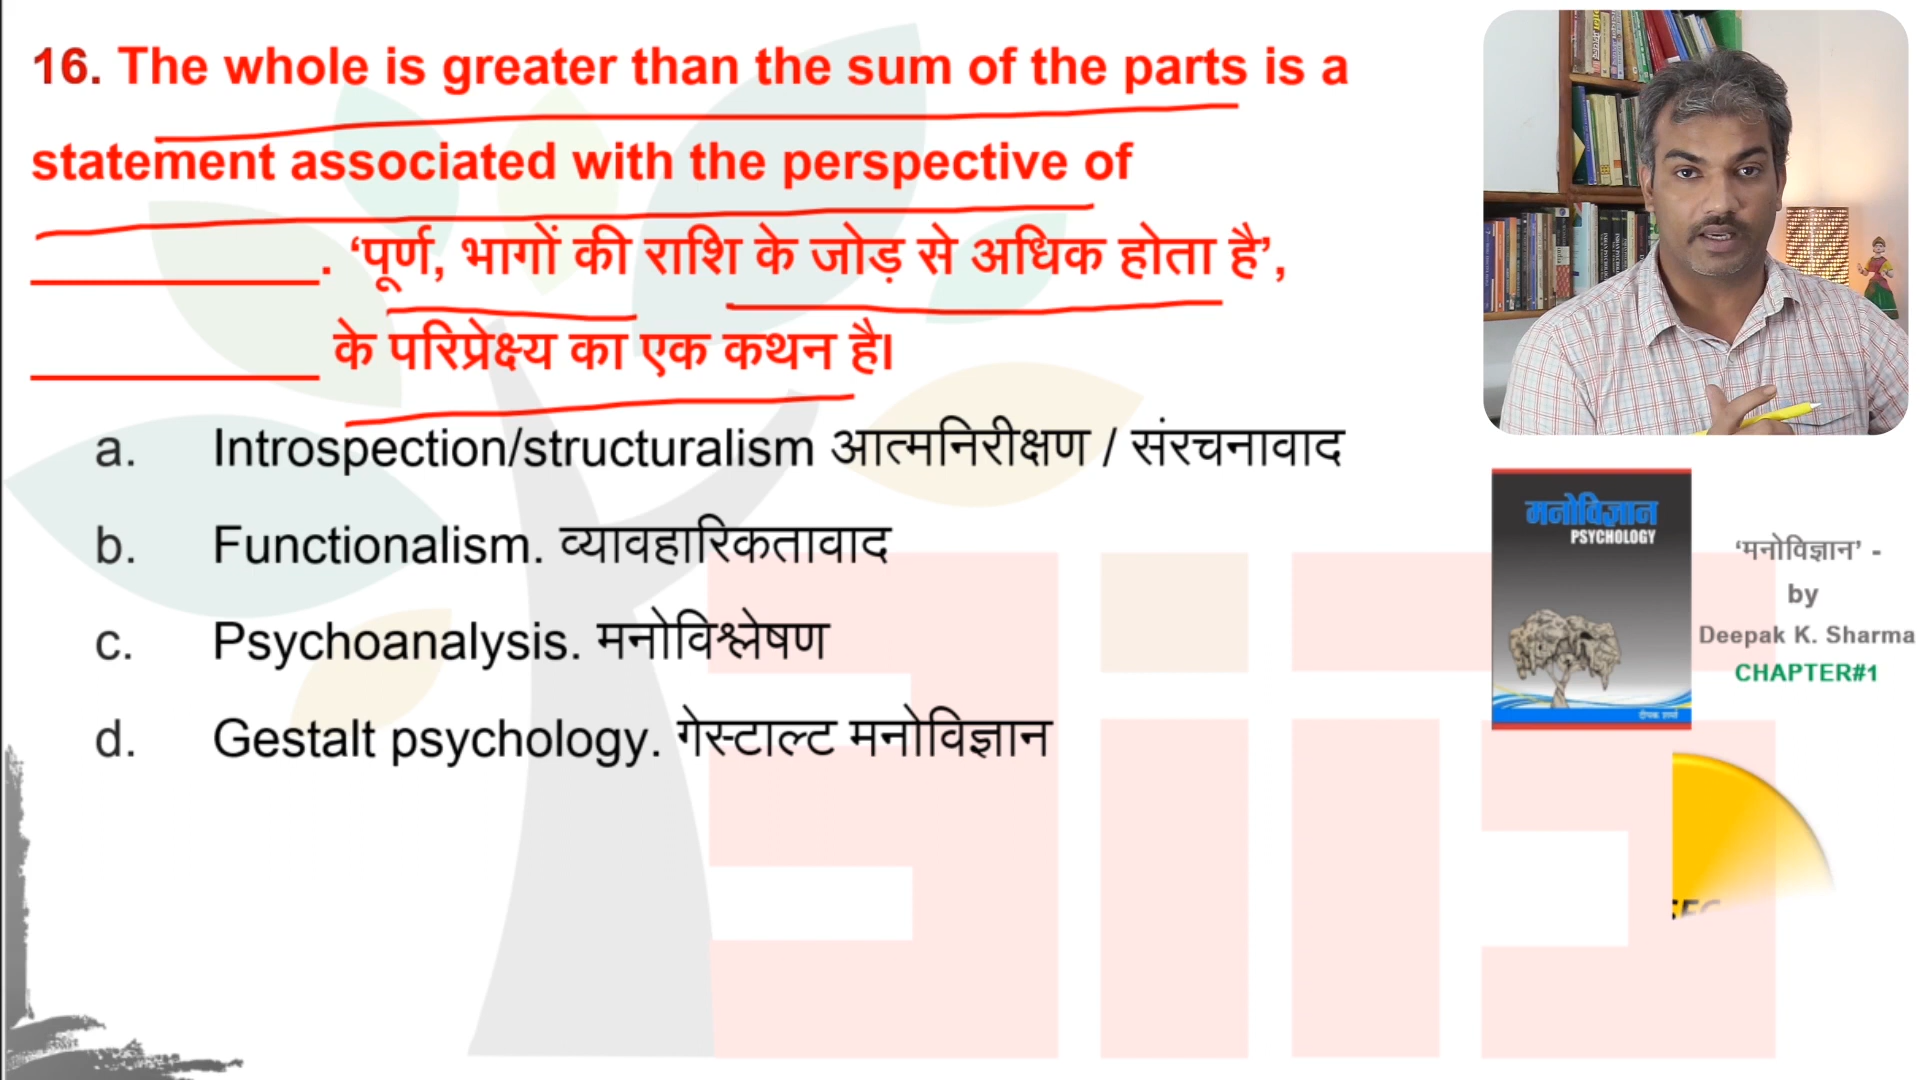 16. The whole is greater than the sum of the parts is a
statement associated with the perspective of
___________. ‘पूर्ण, भागों की राशि के जोड़ से अधिक होता है’,
___________ के परिप्रेक्ष्य का एक कथन है।
a. Introspection/structuralism आत्मनिरीक्षण / संरचनावाद
b. Functionalism. व्यावहारिकतावाद
c. Psychoanalysis. मनोविश्लेषण
d. Gestalt psychology. गेस्टाल्ट मनोविज्ञान
मनोविज्ञान
PSYCHOLOGY
‘मनोविज्ञान’ -
by
Deepak K. Sharma
CHAPTER#1